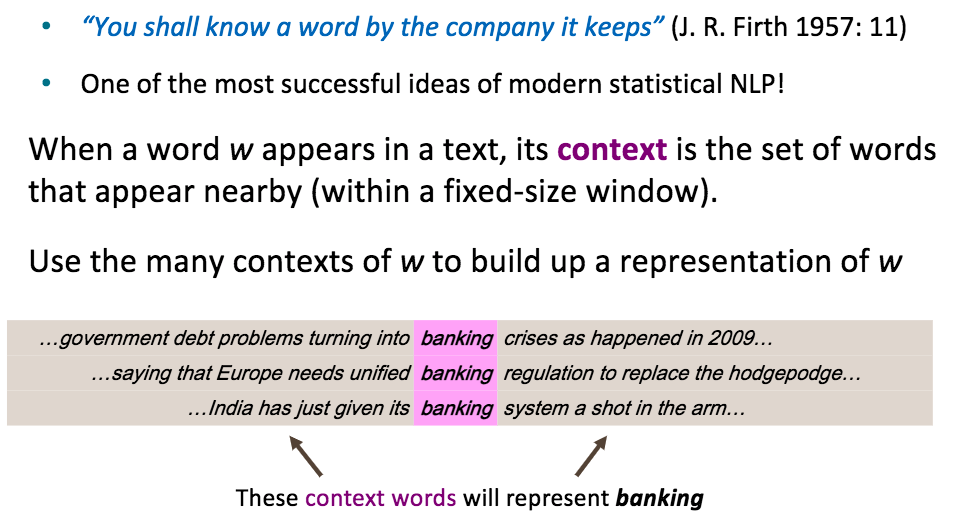 • “You shall know a word by the company it keeps” (J. R. Firth 1957: 11)
• One of the most successful ideas of modern statistical NLP!
When a word w appears in a text, its context is the set of words
that appear nearby (within a fixed-size window).
Use the many contexts of w to build up a representation of w
…government debt problems turning into banking crises as happened in 2009…
…saying that Europe needs unified banking regulation to replace the hodgepodge…
…India has just given its banking system a shot in the arm…
These context words will represent banking